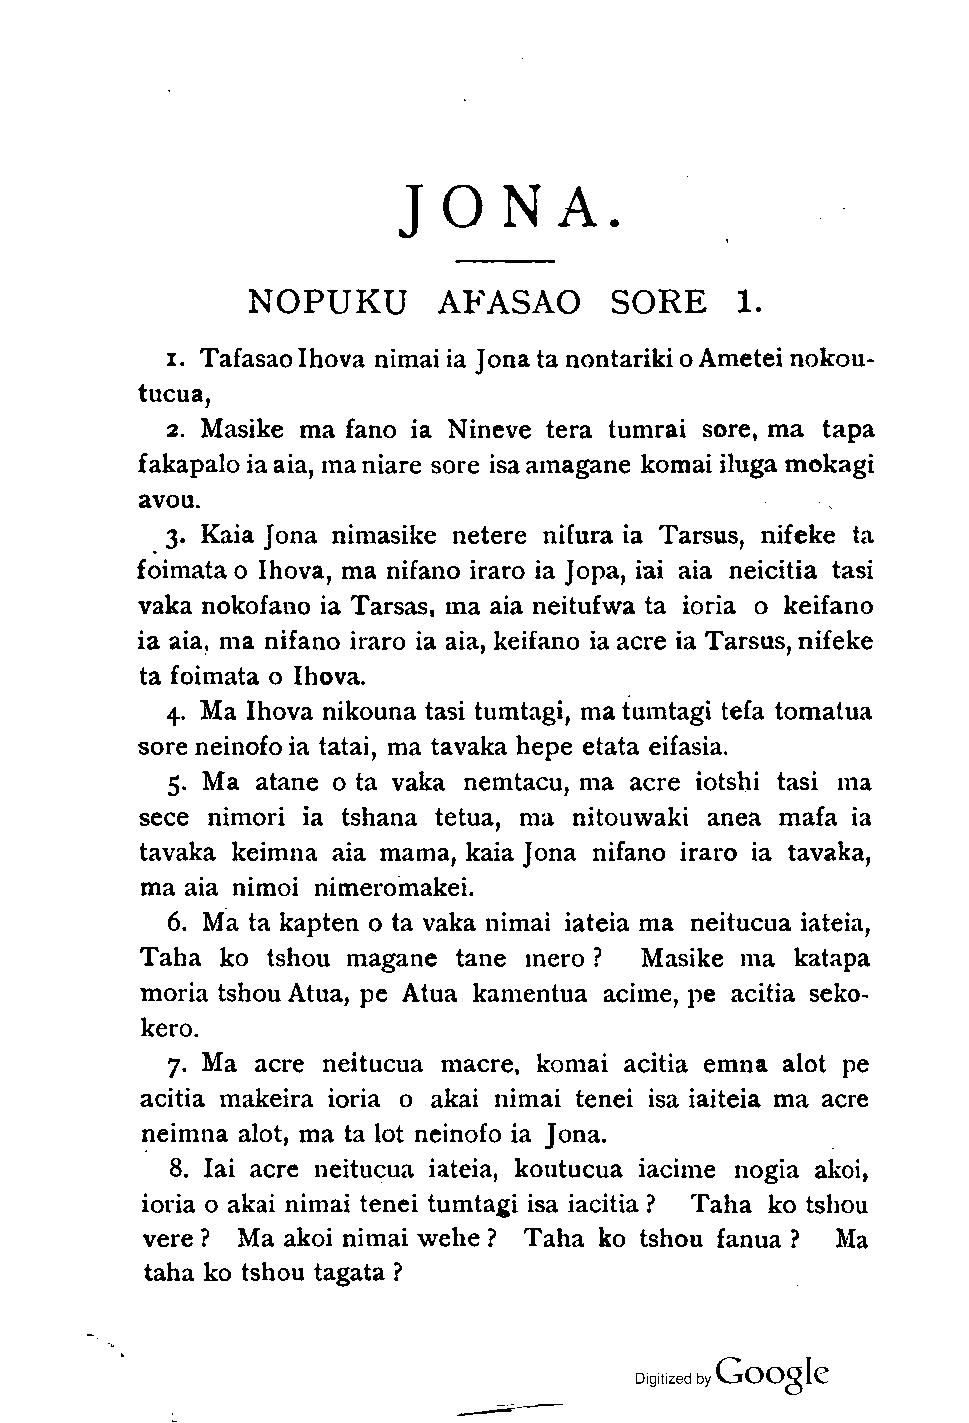 JONA.
NOPUKU AFASAO SORE 1.
1. Tafasao Ihova nimai ia Jona ta nontariki o Ametei nokou-
tucua,
2. Masike ma fano ia Nineve tera tumrai sore, ma tapa
fakapalo ia aia, ma niare sore isa amagane komai iluga mokagi
avou.
3. Kaia Jona nimasike netere nifura ia Tarsus, nifeke ta
foimata o Ihova, ma nifano iraro ia Jopa, iai aia neicitia tasi
vaka nokofano ia Tarsas, ma aia neitufwa ta ioria o keifano
ia aia, ma nifano iraro ia aia, keifano ia acre ia Tarsus, nifeke
ta foimata o Ihova.
4. Ma Ihova nikouna tasi tumtagi, ma tumtagi tefa tomatua
sore neinofo ia tatai, ma tavaka hepe etata eifasia.
5. Ma atane o ta vaka nemtacu, ma acre iotshi tasi ma
sece nimori ia tshana tetua, ma nitouwaki anea mafa ia
tavaka keimna aia mama, kaia Jona nifano iraro ia tavaka,
ma aia nimoi nimeromakei.
6. Ma ta kapten o ta vaka nimai iateia ma neitucua iateia,
Taha ko tshou magane tane mero ? Masike ma katapa
moria tshou Atua, pe Atua kamentua acime, pe acitia seko-
kero.
7. Ma acre neitucua macre, komai acitia emna alot pe
acitia makeira ioria o akai nimai tenei isa iaiteia ma acre
neimna alot, ma ta lot neinofo ia Jona.
8. Iai acre neitucua iateia, koutucua iacime nogia akoi,
ioria o akai nimai tenei tumtagi isa iacitia ? Taha ko tshou
vere ? Ma akoi nimai wehe ? Taha ko tshou fanua ? Ma
taha ko tshou tagata ?
Digitized by Google